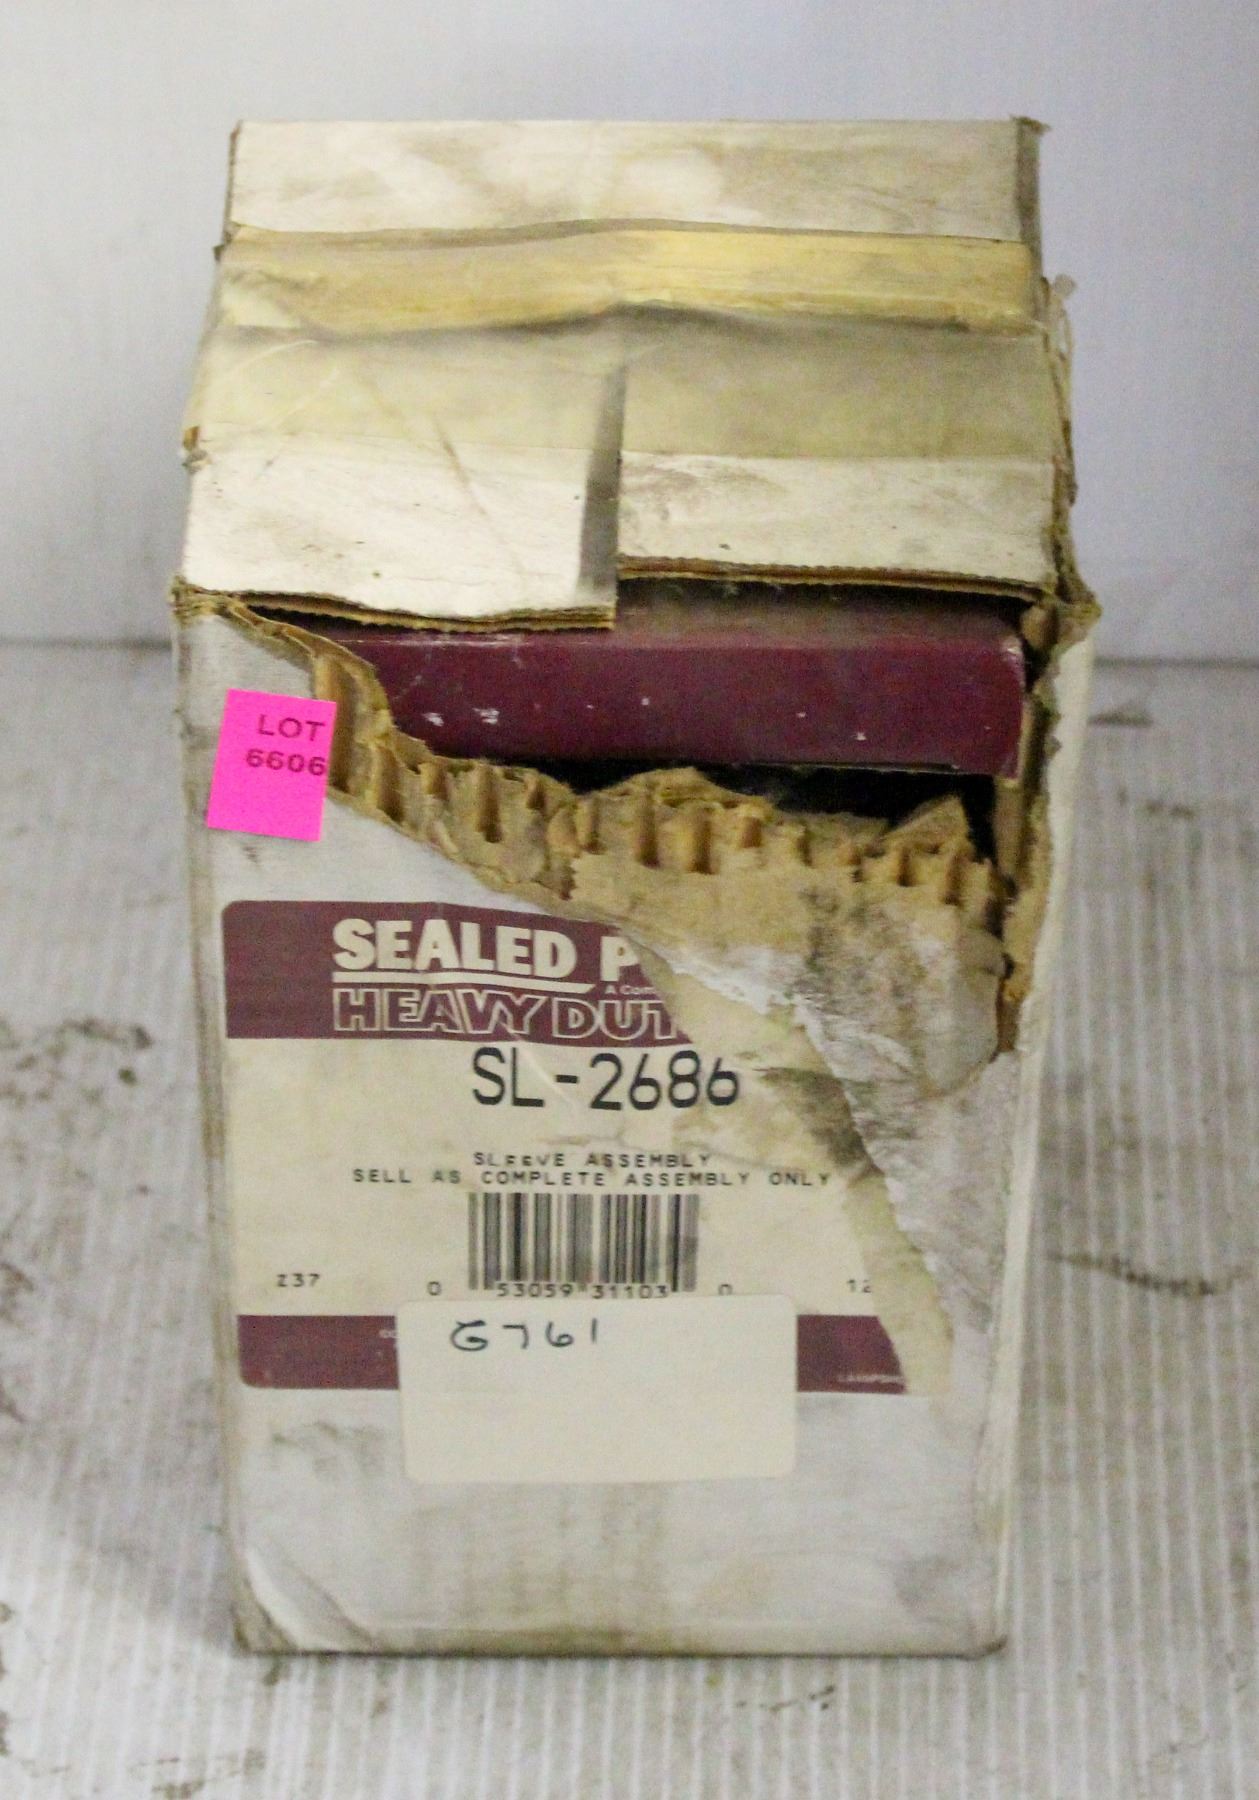 LOT
6606
SEALED P
A Com
HEAVY DUT
SL-2686
SLEEVE ASSEMBLY
SELL AS COMPLETE ASSEMBLY ONLY
Z37
0 53059 31103 0
12
G761